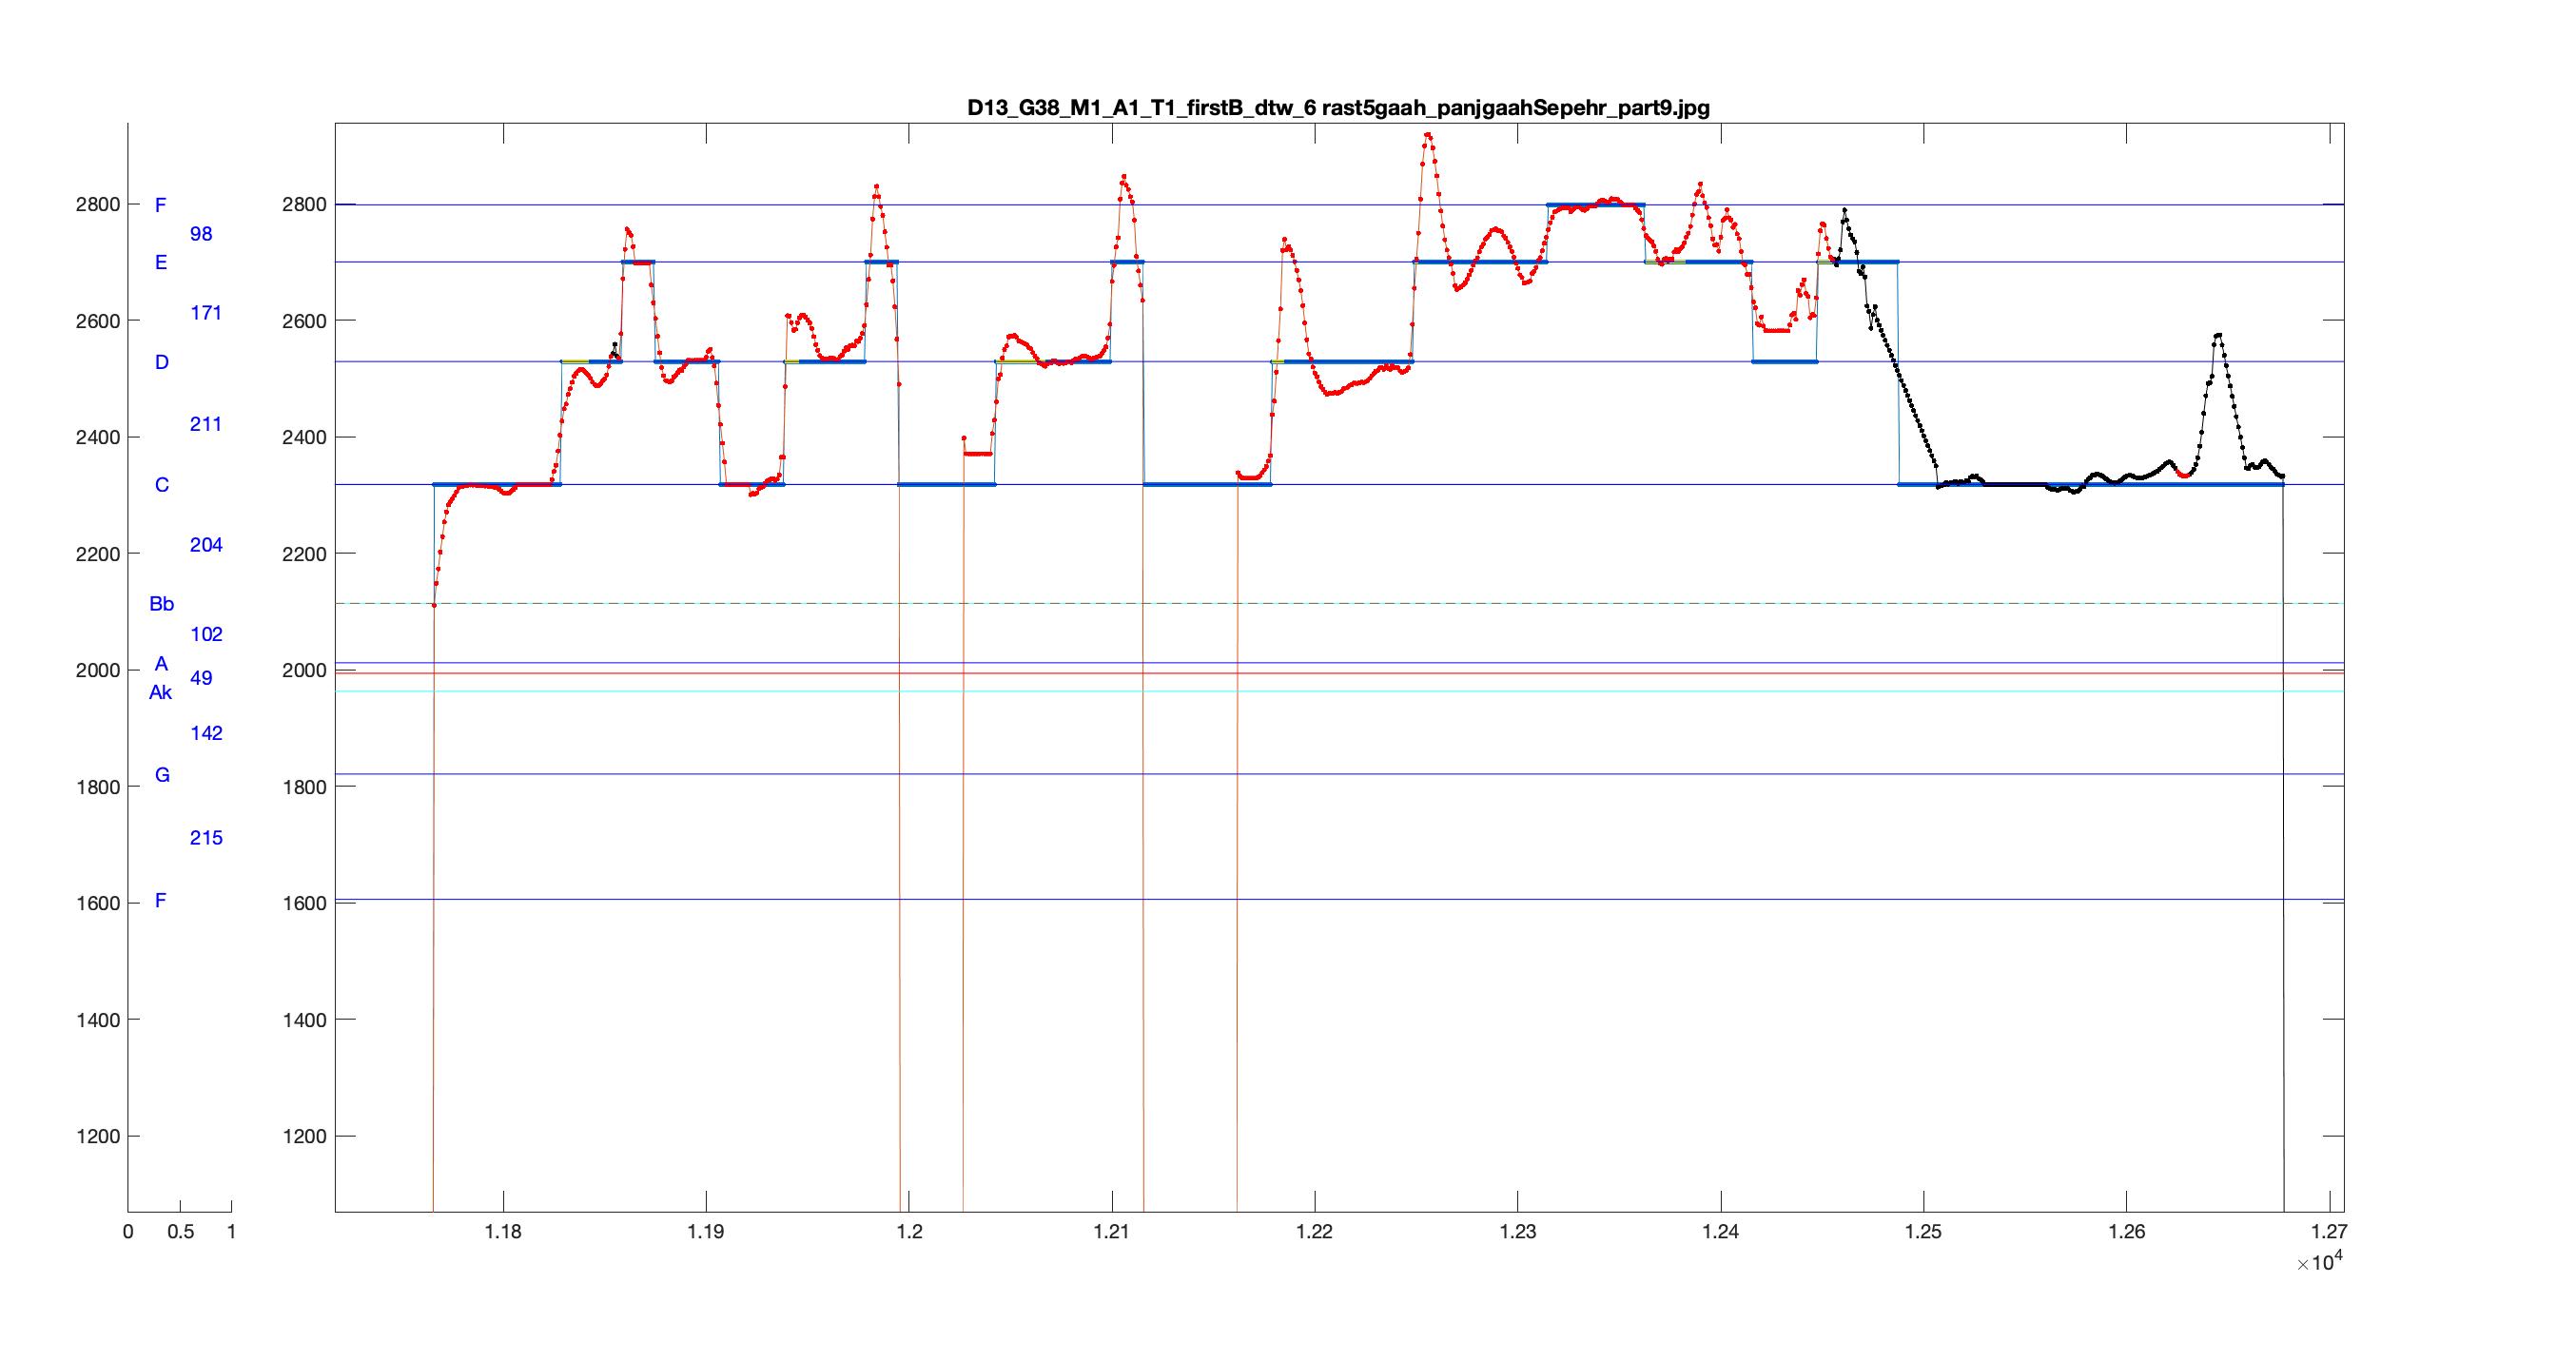 D13_G38_M1_A1_T1_firstB_dtw_6 rast5gaah_panjgaahSepehr_part9.jpg
2800 F 2800
98
E
2600 171 2600
D
2400 211 2400
C
2200 204 2200
Bb
102
2000 A 2000
49
Ak
142
1800 G 1800
215
1600 F 1600
1400 1400
1200 1200
0 0.5 1 1.18 1.19 1.2 1.21 1.22 1.23 1.24 1.25 1.26 1.27
×10^4